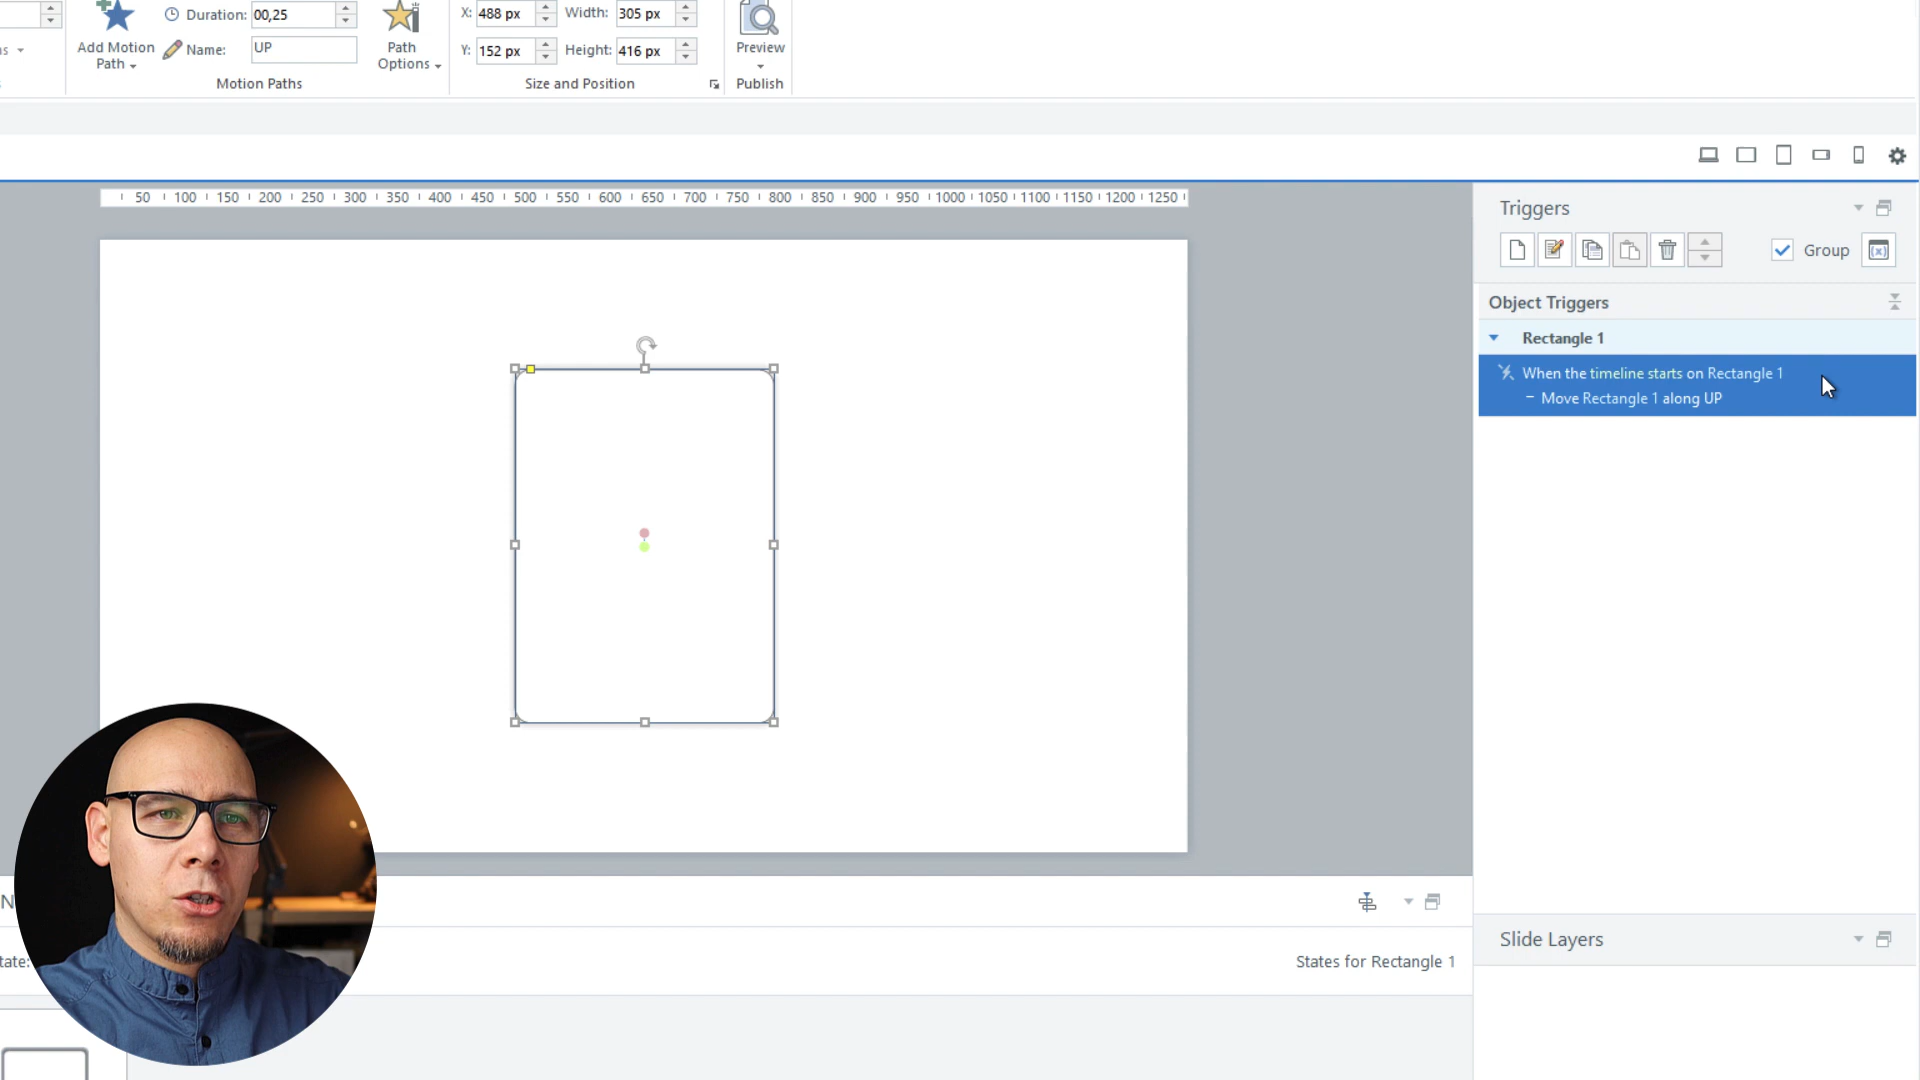 Duration: 00,25
X: 488 px Width: 305 px
Add Motion Path
Name: UP
Path Options
Y: 152 px Height: 416 px
Preview
Motion Paths
Size and Position
Publish
50 100 150 200 250 300 350 400 450 500 550 600 650 700 750 800 850 900 950 1000 1050 1100 1150 1200 1250
Triggers
Group
(x)
Object Triggers
Rectangle 1
When the timeline starts on Rectangle 1
- Move Rectangle 1 along UP
Slide Layers
tate:
States for Rectangle 1